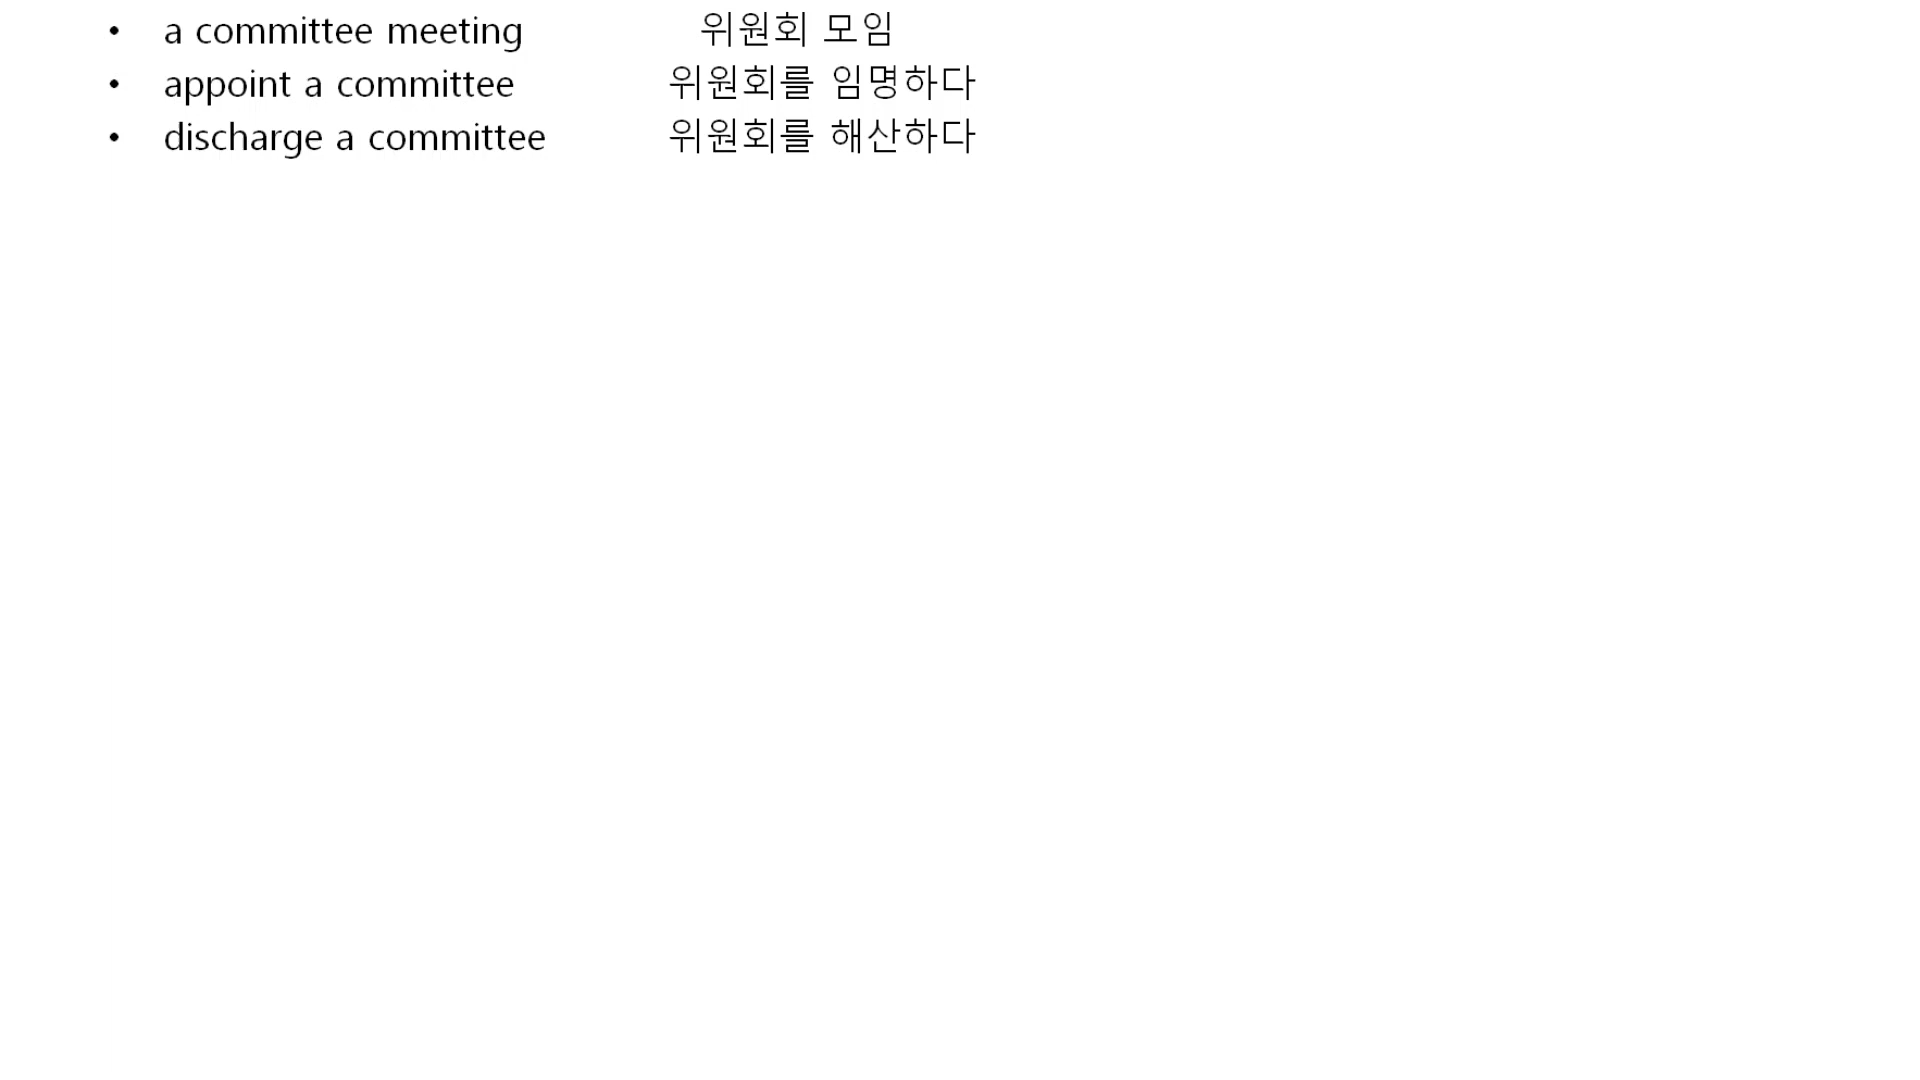 • a committee meeting 위원회 모임
• appoint a committee 위원회를 임명하다
• discharge a committee 위원회를 해산하다